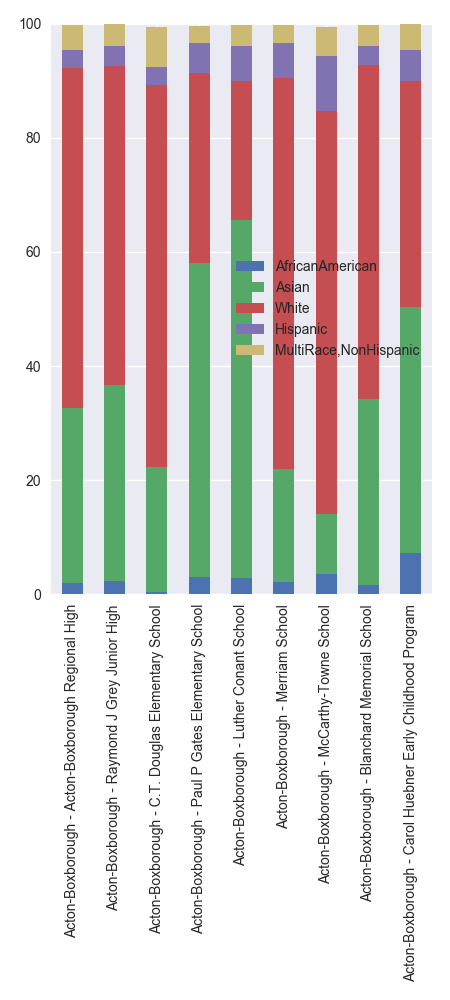 100
80
60
40
20
0
AfricanAmerican
Asian
White
Hispanic
MultiRace,NonHispanic
Acton-Boxborough - Acton-Boxborough Regional High
Acton-Boxborough - Raymond J Grey Junior High
Acton-Boxborough - C.T. Douglas Elementary School
Acton-Boxborough - Paul P Gates Elementary School
Acton-Boxborough - Luther Conant School
Acton-Boxborough - Merriam School
Acton-Boxborough - McCarthy-Towne School
Acton-Boxborough - Blanchard Memorial School
Acton-Boxborough - Carol Huebner Early Childhood Program